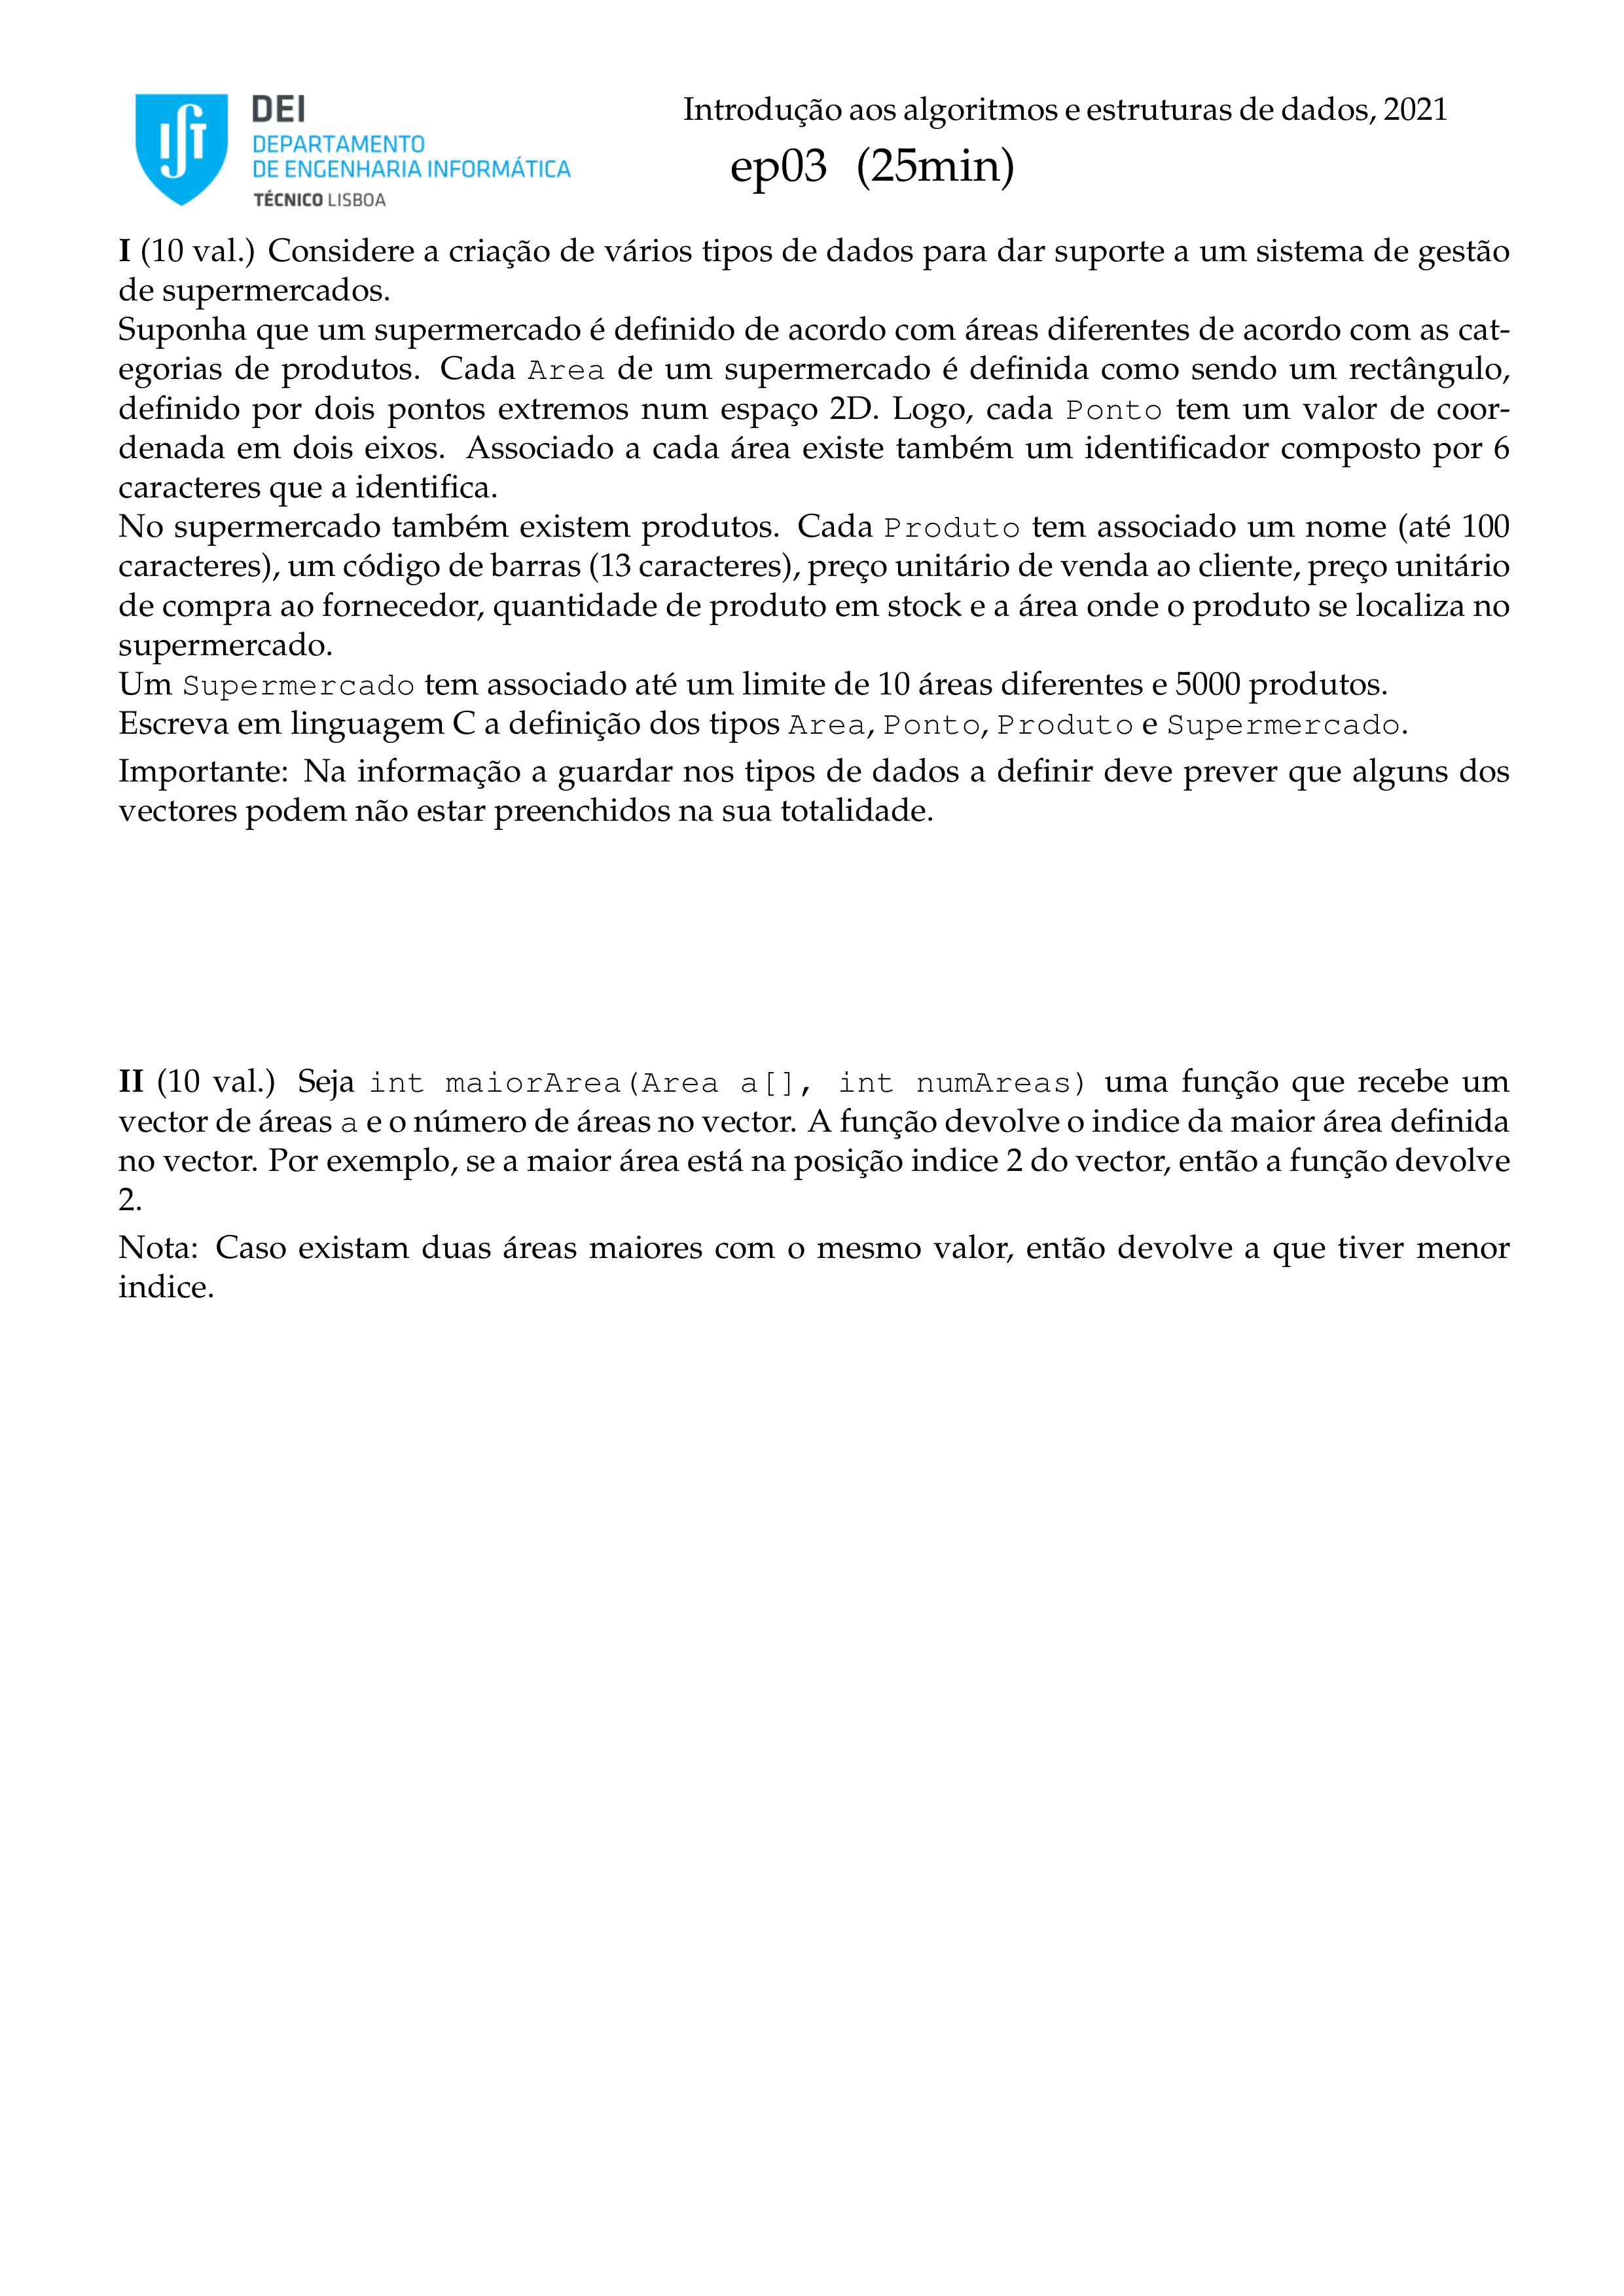 DEI
DEPARTAMENTO
DE ENGENHARIA INFORMÁTICA
TÉCNICO LISBOA
Introdução aos algoritmos e estruturas de dados, 2021
ep03 (25min)
I (10 val.) Considere a criação de vários tipos de dados para dar suporte a um sistema de gestão
de supermercados.
Suponha que um supermercado é definido de acordo com áreas diferentes de acordo com as cat-
egorias de produtos. Cada Area de um supermercado é definida como sendo um rectângulo,
definido por dois pontos extremos num espaço 2D. Logo, cada Ponto tem um valor de coor-
denada em dois eixos. Associado a cada área existe também um identificador composto por 6
caracteres que a identifica.
No supermercado também existem produtos. Cada Produto tem associado um nome (até 100
caracteres), um código de barras (13 caracteres), preço unitário de venda ao cliente, preço unitário
de compra ao fornecedor, quantidade de produto em stock e a área onde o produto se localiza no
supermercado.
Um Supermercado tem associado até um limite de 10 áreas diferentes e 5000 produtos.
Escreva em linguagem C a definição dos tipos Area, Ponto, Produto e Supermercado.
Importante: Na informação a guardar nos tipos de dados a definir deve prever que alguns dos
vectores podem não estar preenchidos na sua totalidade.
II (10 val.) Seja int maiorArea(Area a[], int numAreas) uma função que recebe um
vector de áreas a e o número de áreas no vector. A função devolve o indice da maior área definida
no vector. Por exemplo, se a maior área está na posição indice 2 do vector, então a função devolve
2.
Nota: Caso existam duas áreas maiores com o mesmo valor, então devolve a que tiver menor
indice.